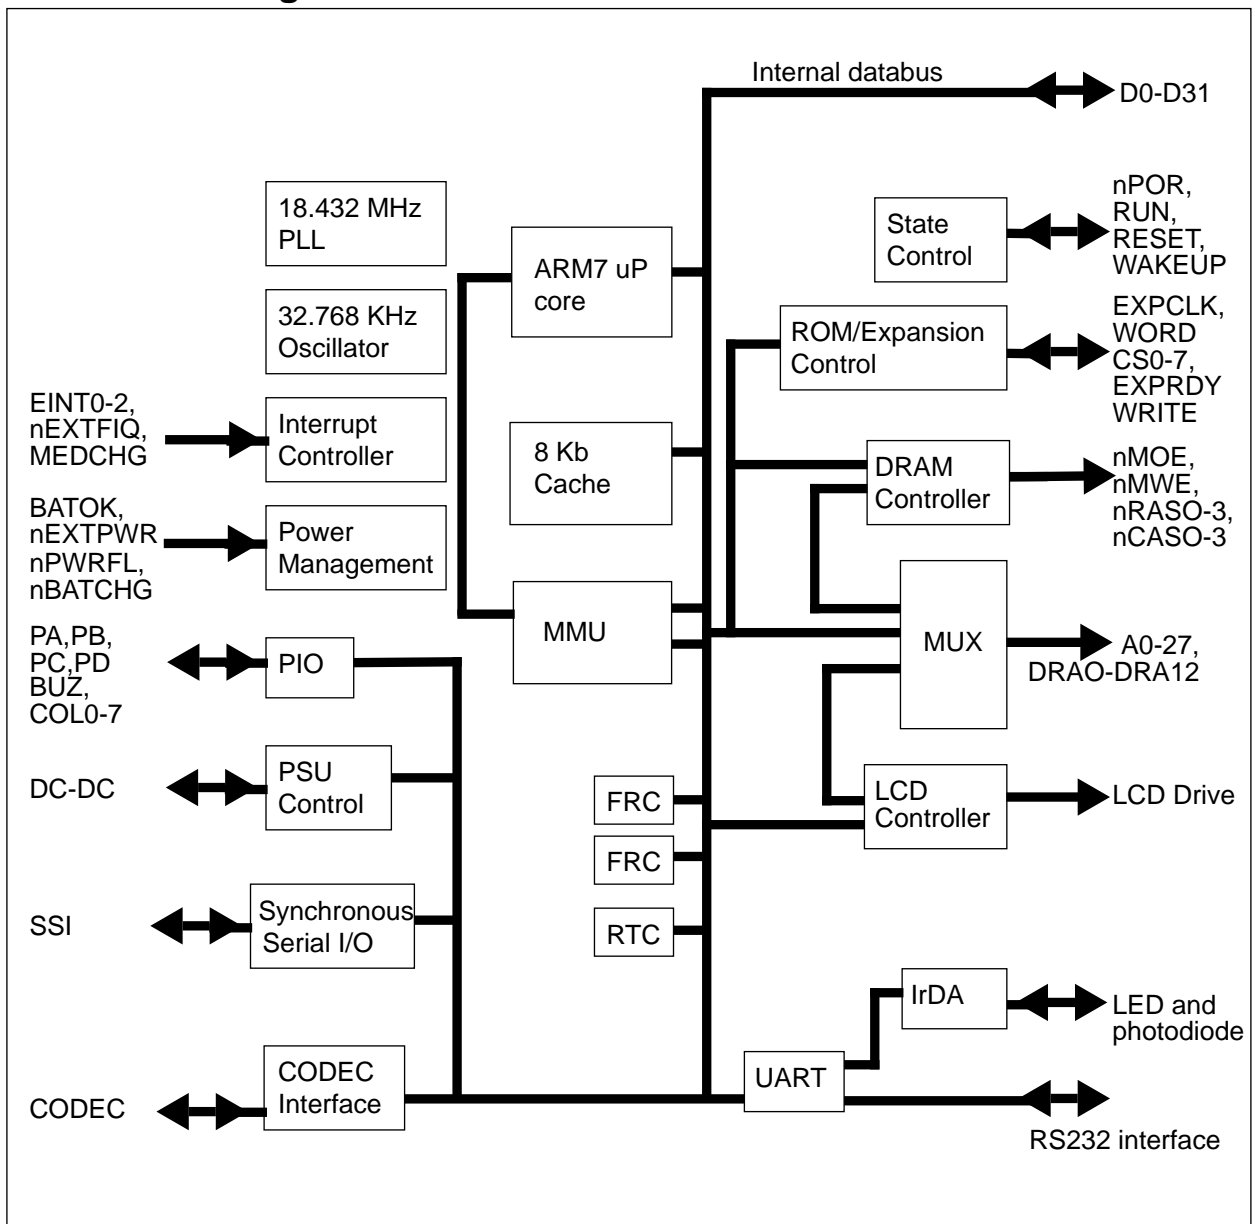 Internal databus
D0-D31
18.432 MHz
PLL
ARM7 uP
core
State
Control
nPOR,
RUN,
RESET,
WAKEUP
32.768 KHz
Oscillator
ROM/Expansion
Control
EXPCLK,
WORD
CS0-7,
EXPRDY
WRITE
EINT0-2,
nEXTFIQ,
MEDCHG
Interrupt
Controller
8 Kb
Cache
DRAM
Controller
nMOE,
nMWE,
nRASO-3,
nCASO-3
BATOK,
nEXTPWR
nPWRFL,
nBATCHG
Power
Management
MMU
MUX
A0-27,
DRAO-DRA12
PA,PB,
PC,PD
BUZ,
COL0-7
PIO
DC-DC
PSU
Control
FRC
LCD
Controller
LCD Drive
FRC
SSI
Synchronous
Serial I/O
RTC
IrDA
LED and
photodiode
CODEC
CODEC
Interface
UART
RS232 interface